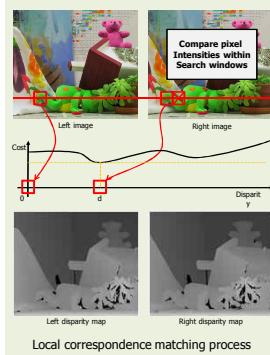 Compare pixel
Intensities within
Search windows
Left image
Right image
Cost
0
d
Disparit
y
Left disparity map
Right disparity map
Local correspondence matching process